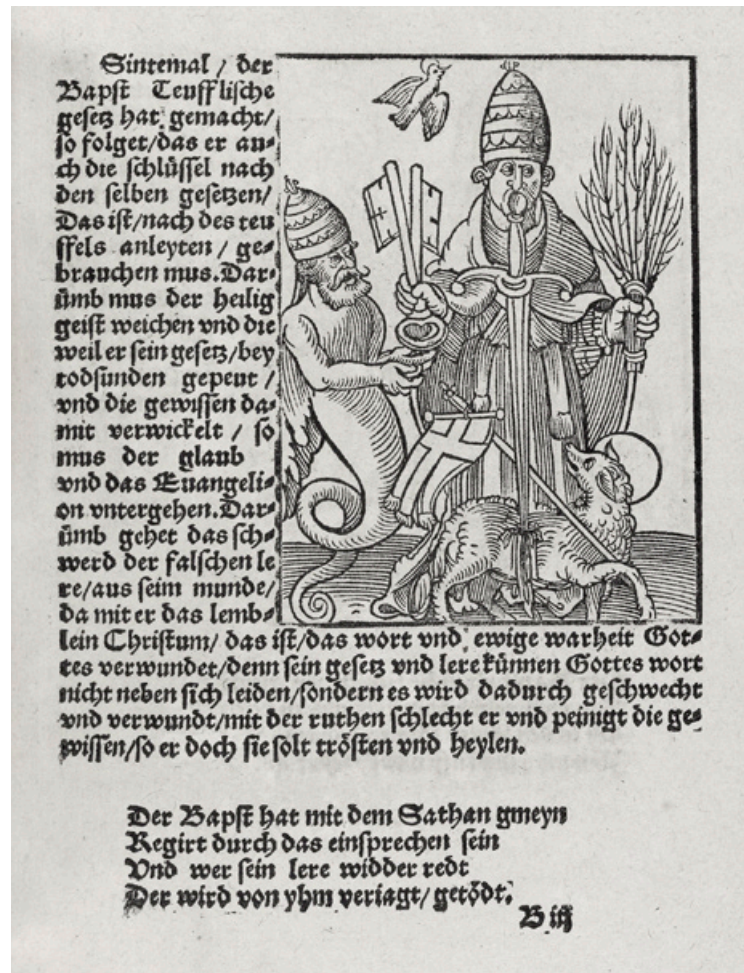 Sintemal / der
Bapst Teufflische
gesetz hat gemacht/
so folget/das er au⸗
ch die schlüssel nach
den selben gesetzen/
Das ist/nach des teu
ffels anleyten / ge⸗
brauchen mus.Dar⸗
ümb mus der heilig
geist weichen vnd die
weil er sein gesetz/bey
todsunden gepeut /
vnd die gewissen da⸗
mit verwickelt / so
mus der glaub
vnd das Euangeli⸗
on vntergehen.Dar⸗
ümb gehet das sch⸗
werd der falschen le
re/aus seim munde/
da mit er das lemb⸗
lein Christum/ das ist/das wort vnd ewige warheit Got⸗
tes verwundet/denn sein gesetz vnd lere künnen Gottes wort
nicht neben sich leiden/sondern es wird dadurch geschwecht
vnd verwundt/mit der ruthen schlecht er vnd peinigt die ge⸗
wissen/so er doch sie solt trösten vnd heylen.
Der Bapst hat mit dem Sathan gmeyn
Regirt durch das einsprechen sein
Vnd wer sein lere widder redt
Der wird von yhm veriagt/ getödt.
B iij